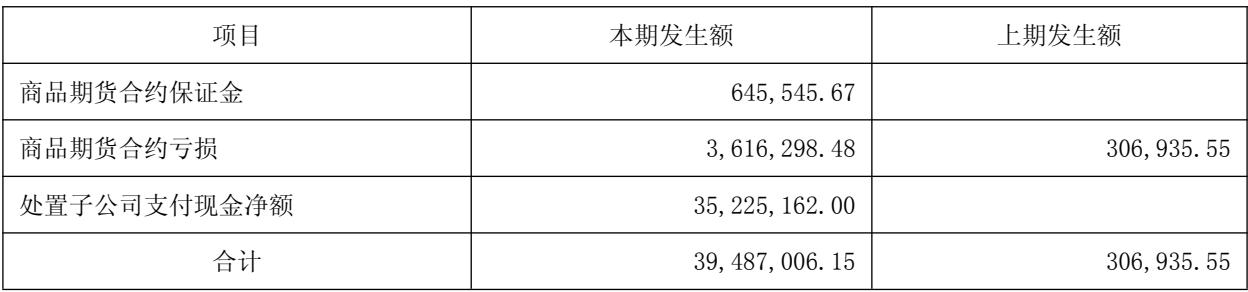 项目 本期发生额 上期发生额
商品期货合约保证金 645,545.67
商品期货合约亏损 3,616,298.48 306,935.55
处置子公司支付现金净额 35,225,162.00
合计 39,487,006.15 306,935.55